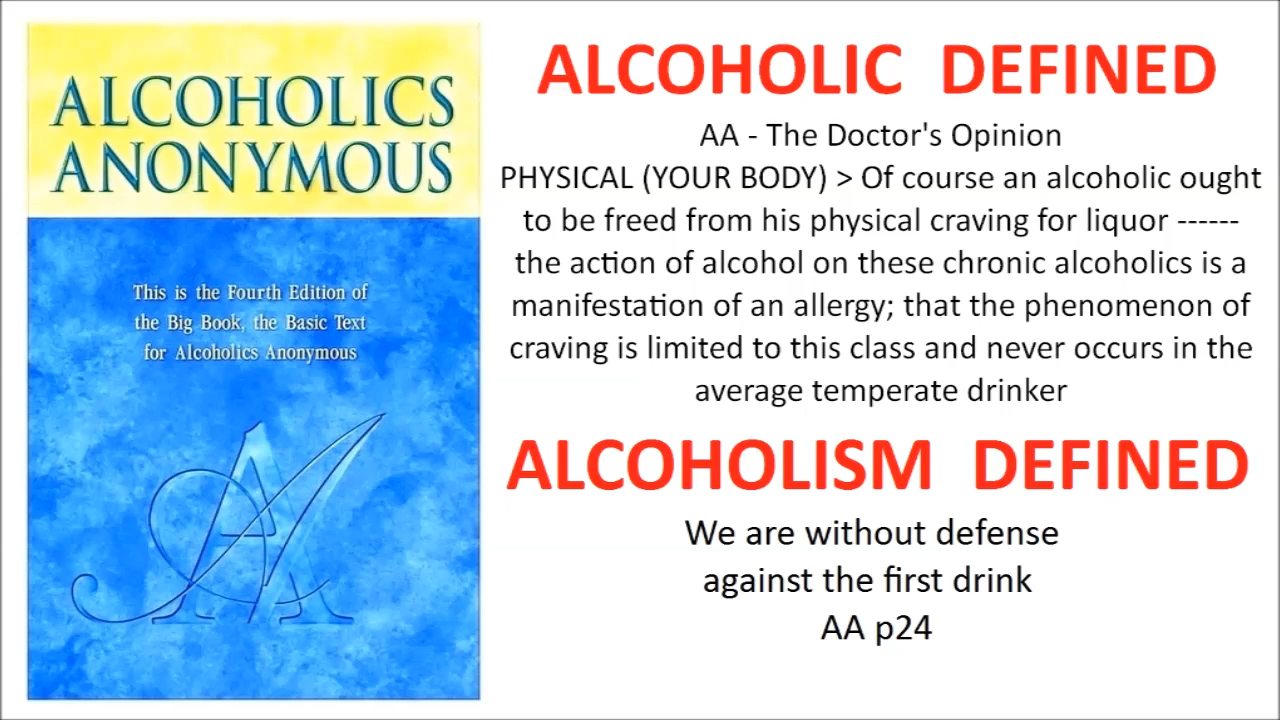 ALCOHOLICS
ANONYMOUS
This is the Fourth Edition of
the Big Book, the Basic Text
for Alcoholics Anonymous
AA
ALCOHOLIC DEFINED
AA - The Doctor's Opinion
PHYSICAL (YOUR BODY) > Of course an alcoholic ought
to be freed from his physical craving for liquor ------
the action of alcohol on these chronic alcoholics is a
manifestation of an allergy; that the phenomenon of
craving is limited to this class and never occurs in the
average temperate drinker
ALCOHOLISM DEFINED
We are without defense
against the first drink
AA p24